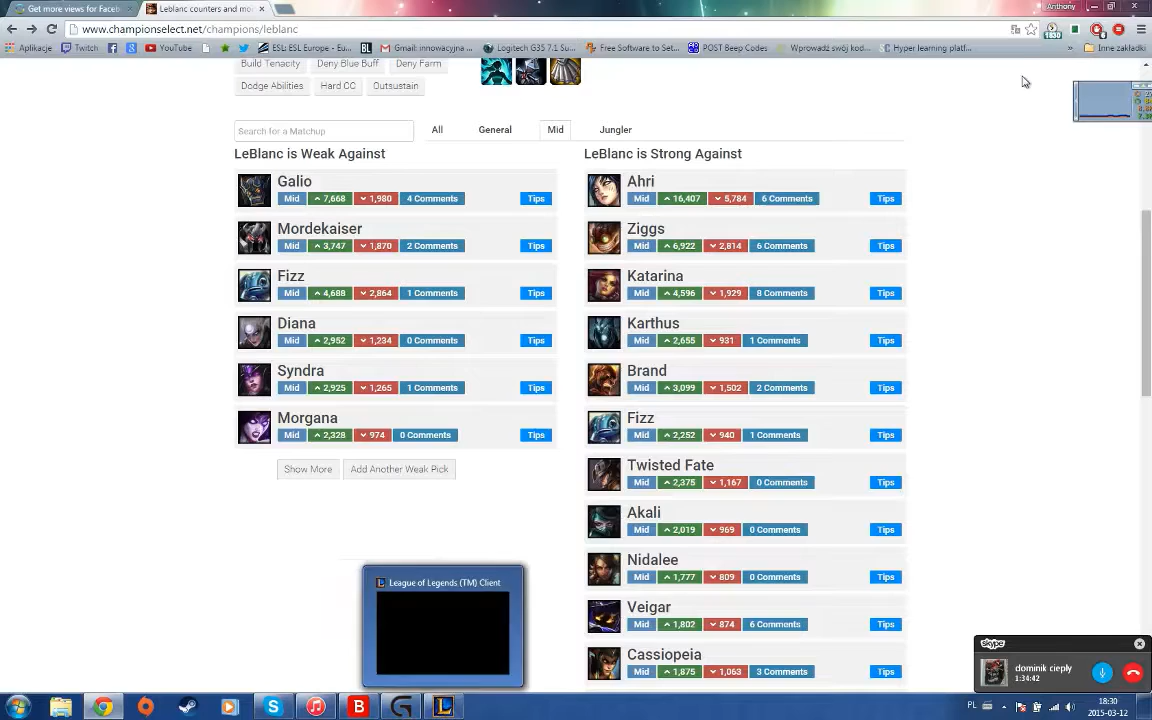 Get more views for Faceb
Leblanc counters and mo
Anthony
www.championselect.net/champions/leblanc
Aplikacje
Twitch
YouTube
ESL: ESL Europe - Eu...
BL
Gmail: innowacyjna ...
Logitech G35 7.1 Su...
Free Software to Set...
POST Beep Codes
Wprowadź swój kod...
Hyper learning platf...
»
Inne zakładki
Build Tenacity
Deny Blue Buff
Deny Farm
Dodge Abilities
Hard CC
Outsustain
Search for a Matchup
All
General
Mid
Jungler
LeBlanc is Weak Against
Galio
Mid 7,668 1,980 4 Comments Tips
Mordekaiser
Mid 3,747 1,870 2 Comments Tips
Fizz
Mid 4,688 2,864 1 Comments Tips
Diana
Mid 2,952 1,234 0 Comments Tips
Syndra
Mid 2,925 1,265 1 Comments Tips
Morgana
Mid 2,328 974 0 Comments Tips
Show More
Add Another Weak Pick
LeBlanc is Strong Against
Ahri
Mid 16,407 5,784 6 Comments Tips
Ziggs
Mid 6,922 2,814 6 Comments Tips
Katarina
Mid 4,596 1,929 8 Comments Tips
Karthus
Mid 2,655 931 1 Comments Tips
Brand
Mid 3,099 1,502 2 Comments Tips
Fizz
Mid 2,252 940 1 Comments Tips
Twisted Fate
Mid 2,375 1,167 0 Comments Tips
Akali
Mid 2,019 969 0 Comments Tips
Nidalee
Mid 1,777 809 0 Comments Tips
Veigar
Mid 1,802 874 6 Comments Tips
Cassiopeia
Mid 1,875 1,063 3 Comments Tips
League of Legends (TM) Client
skype
dominik cieply
1:34:42
PL
18:30
2015-03-12